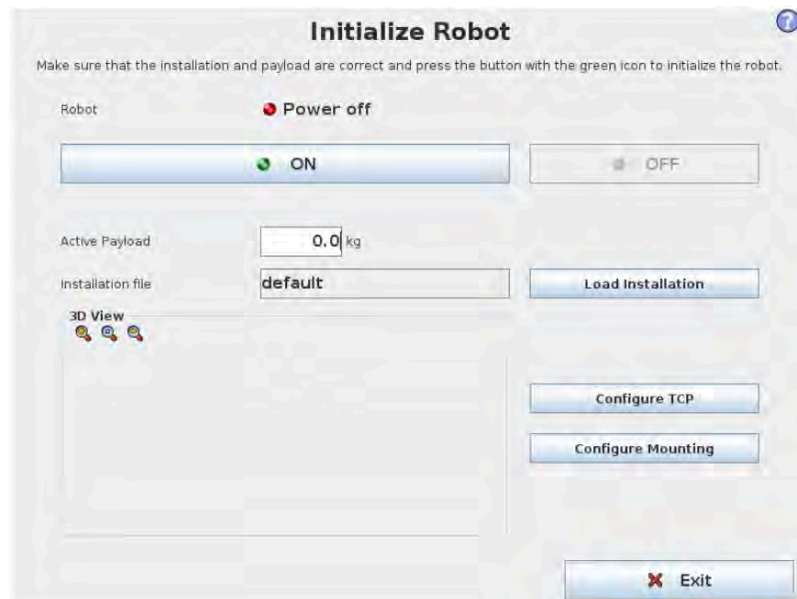 Initialize Robot
?
Make sure that the installation and payload are correct and press the button with the green icon to initialize the robot.
Robot
Power off
ON
OFF
Active Payload
0.0 kg
Installation file
default
Load Installation
3D View
Configure TCP
Configure Mounting
Exit